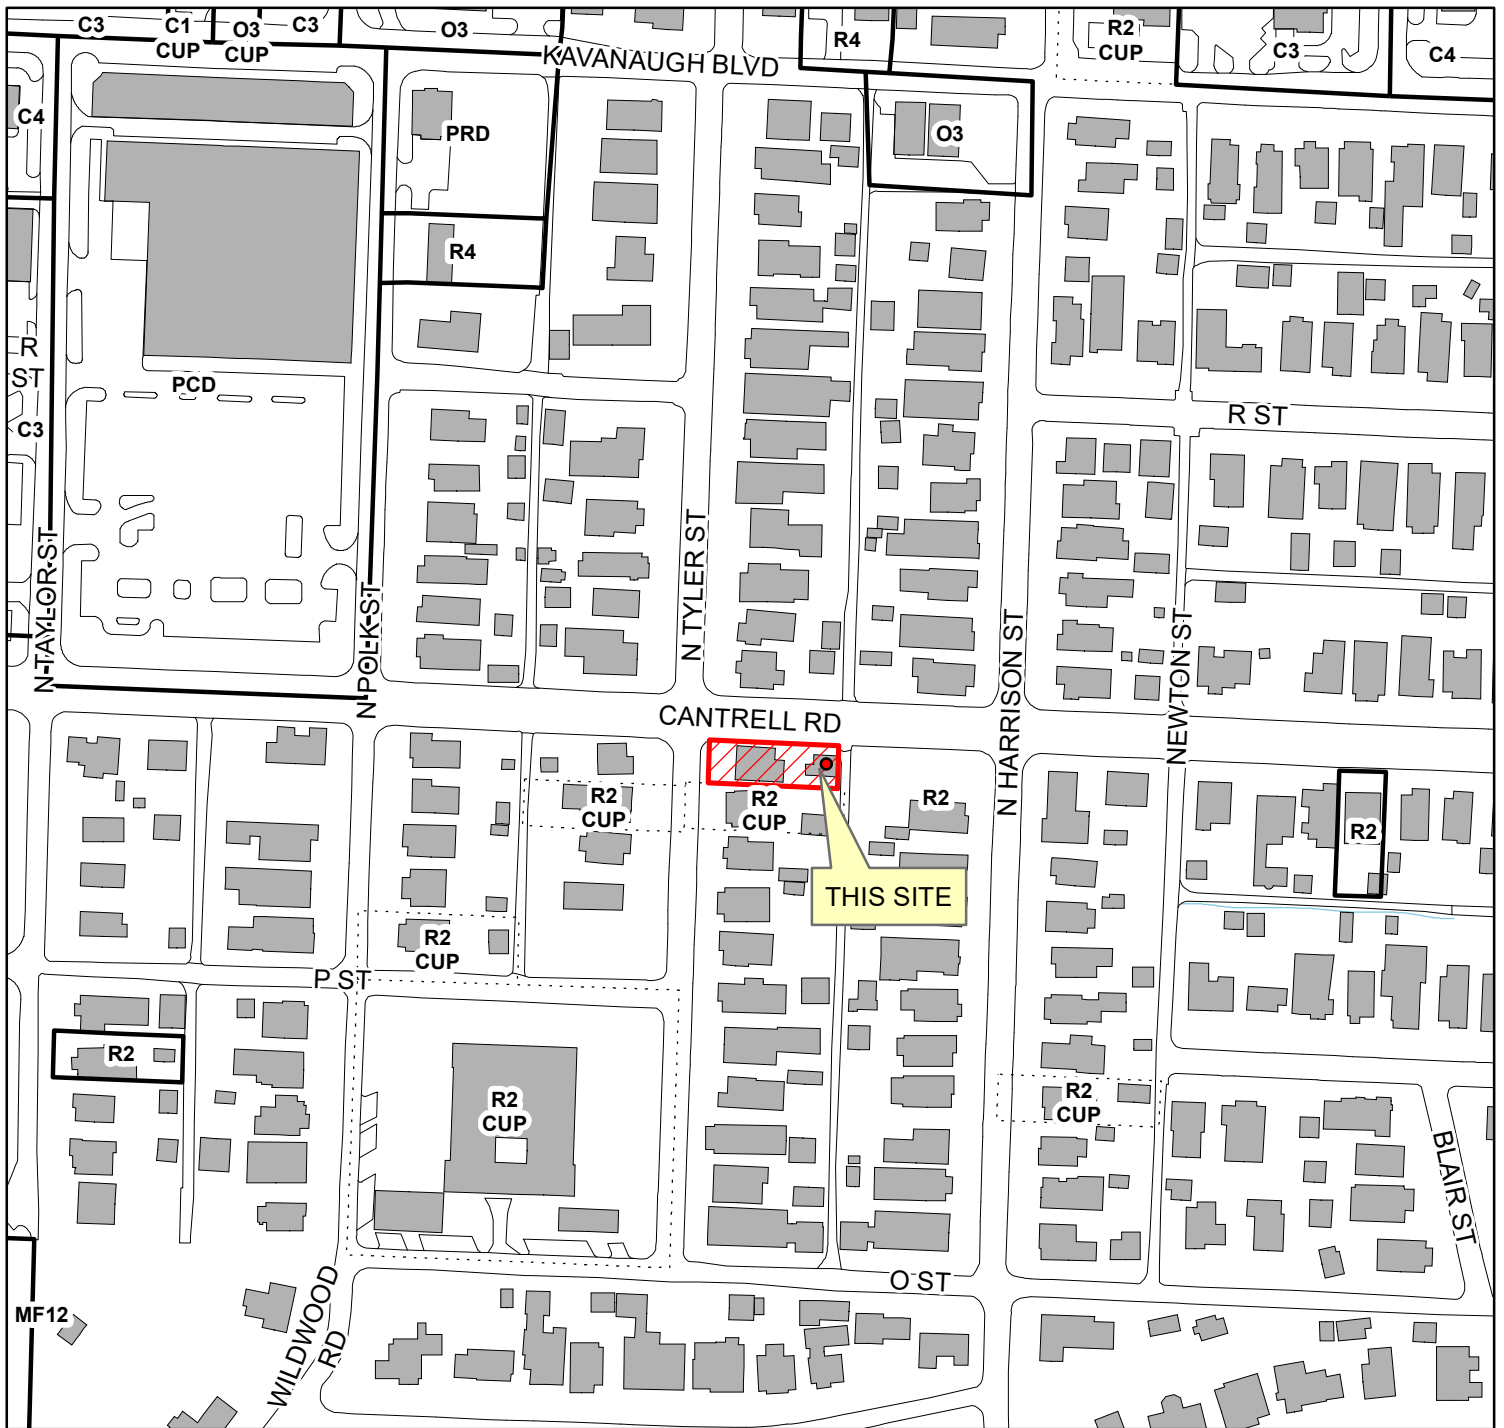 C3
C1
CUP
O3
CUP
C3
O3
R4
R2
CUP
C3
C4
KAVANAUGH BLVD
C4
PRD
O3
R4
R
ST
PCD
C3
R ST
N TAYLOR ST
N POLK ST
N TYLER ST
N HARRISON ST
NEWTON ST
CANTRELL RD
R2
CUP
R2
CUP
R2
R2
THIS SITE
R2
CUP
P ST
R2
R2
CUP
R2
CUP
BLAIR ST
O ST
MF12
WILDWOOD
RD